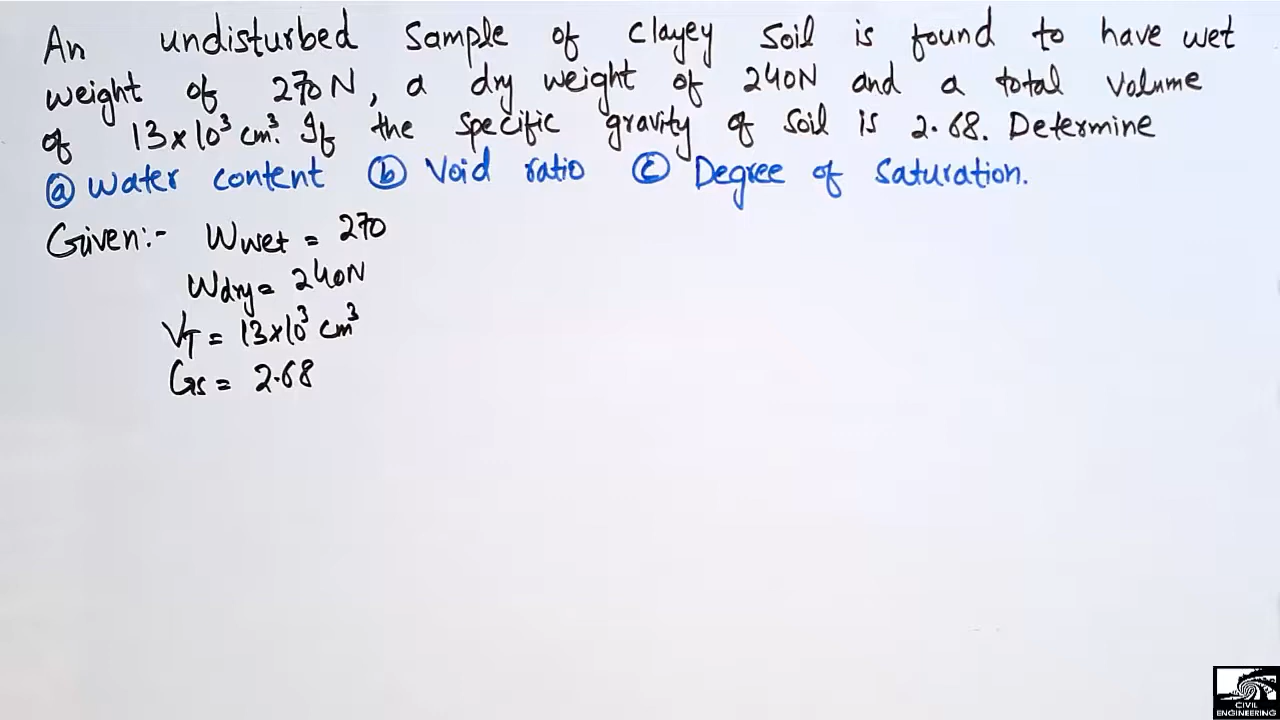 An undisturbed sample of clayey soil is found to have wet
weight of 270N, a dry weight of 240N and a total volume
of 13x10³ cm³. If the specific gravity of soil is 2.68. Determine
ⓐ Water content ⓑ Void ratio ⓒ Degree of Saturation.
Given:- Wwet = 270
Wdry = 240N
VT = 13x10³ cm³
Gs = 2.68
CIVIL
ENGINEERING